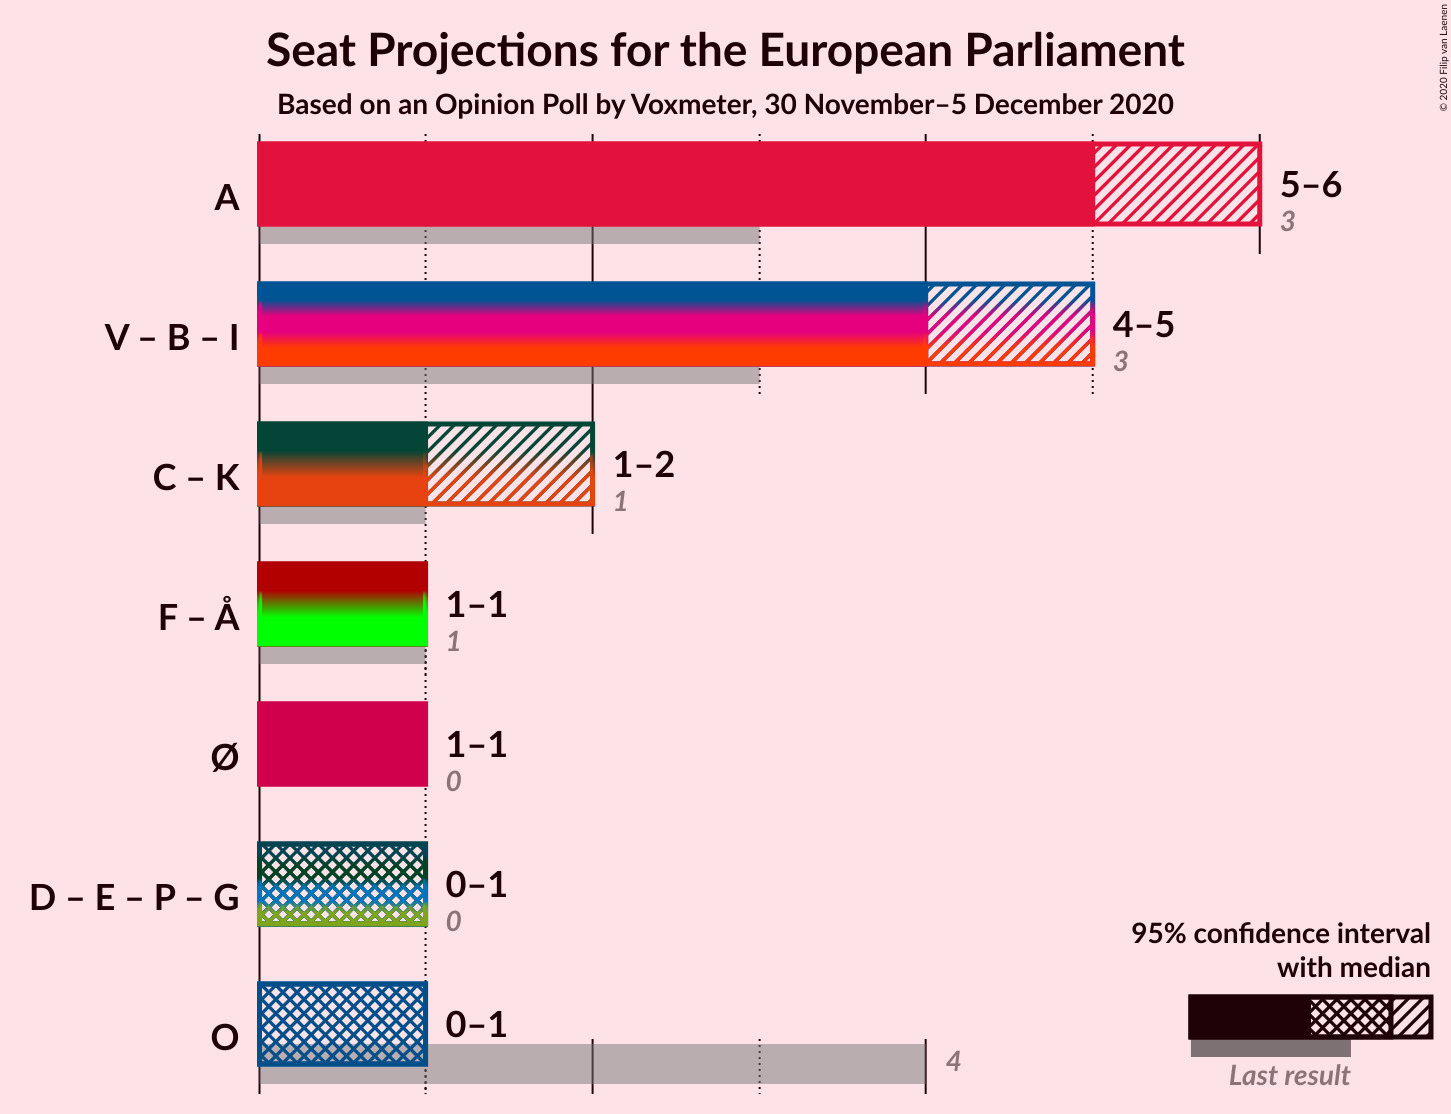 Seat Projections for the European Parliament
Based on an Opinion Poll by Voxmeter, 30 November–5 December 2020
© 2020 Filip van Laenen
A
5–6
3
V – B – I
4–5
3
C – K
1–2
1
F – Å
1–1
1
Ø
1–1
0
D – E – P – G
0–1
0
O
0–1
4
95% confidence interval
with median
Last result